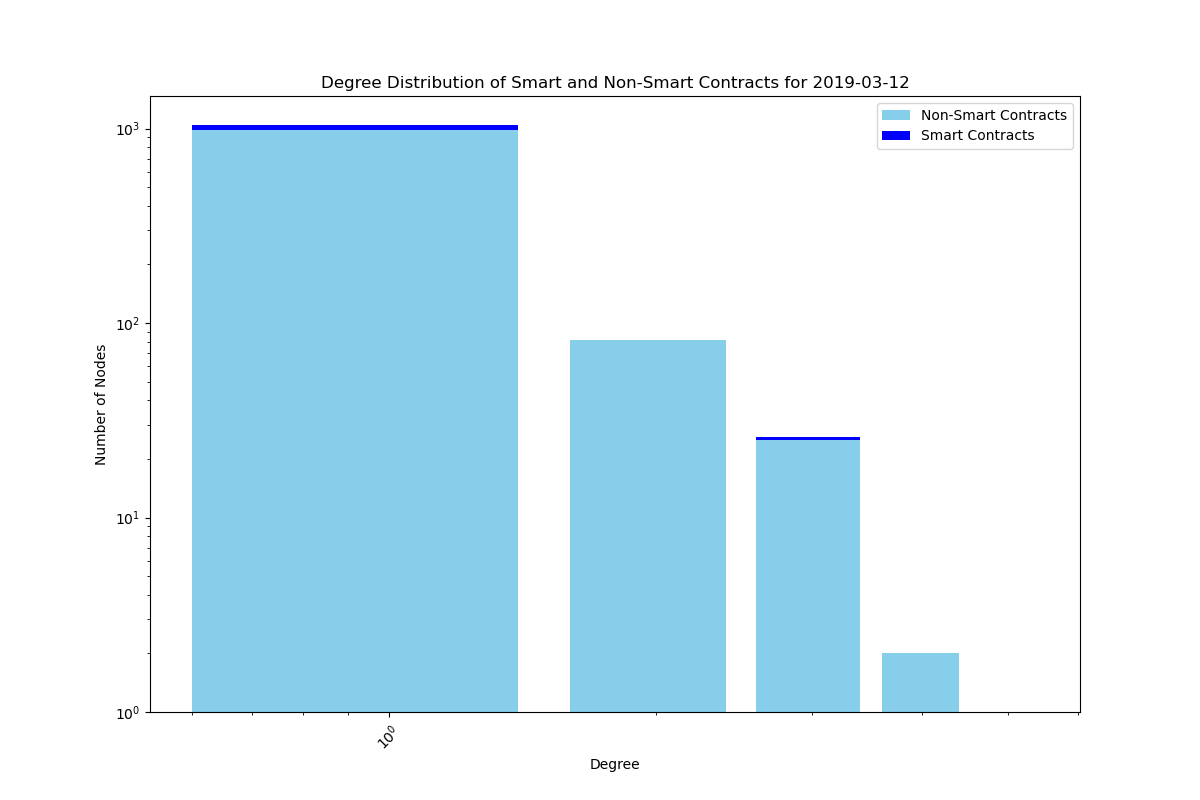 Degree Distribution of Smart and Non-Smart Contracts for 2019-03-12
Non-Smart Contracts
Smart Contracts
Number of Nodes
10³
10²
10¹
10⁰
10⁰
Degree